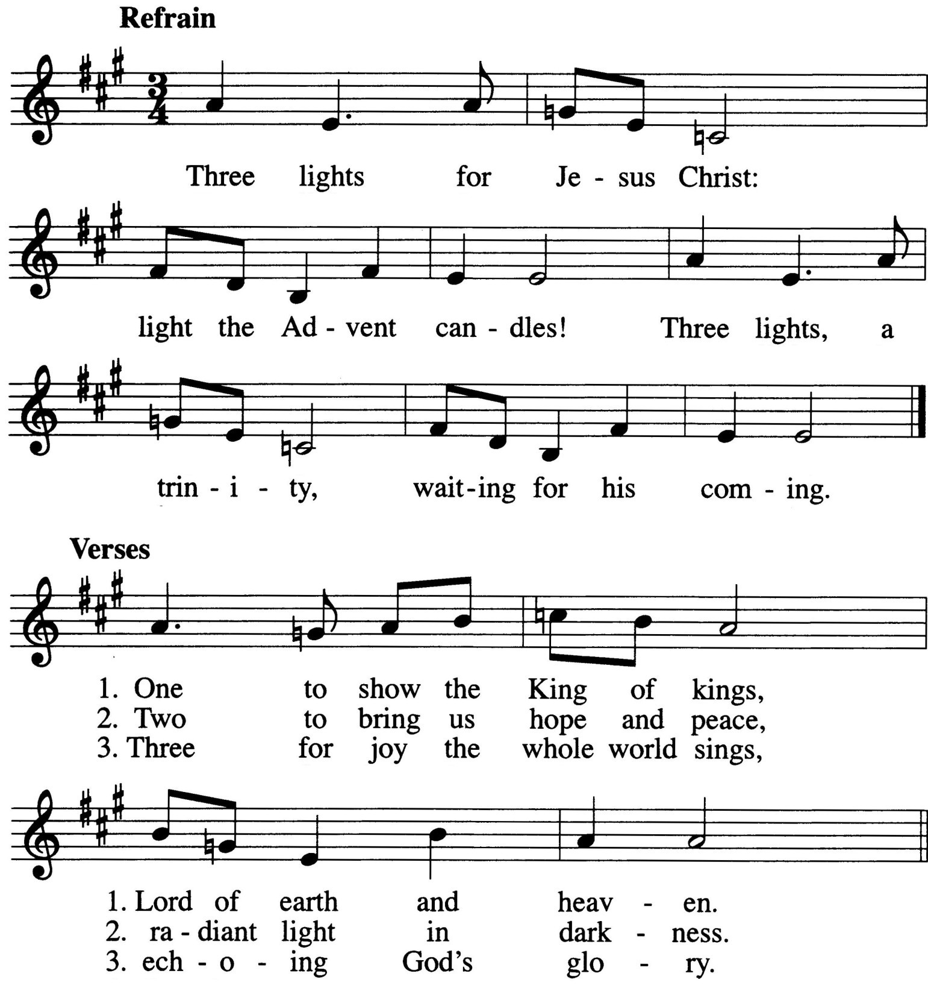 Refrain
3
4
Three lights for Je - sus Christ:
light the Ad - vent can - dles! Three lights, a
trin - i - ty, wait - ing for his com - ing.
Verses
1. One to show the King of kings,
2. Two to bring us hope and peace,
3. Three for joy the whole world sings,
1. Lord of earth and heav - en.
2. ra - diant light in dark - ness.
3. ech - o - ing God's glo - ry.